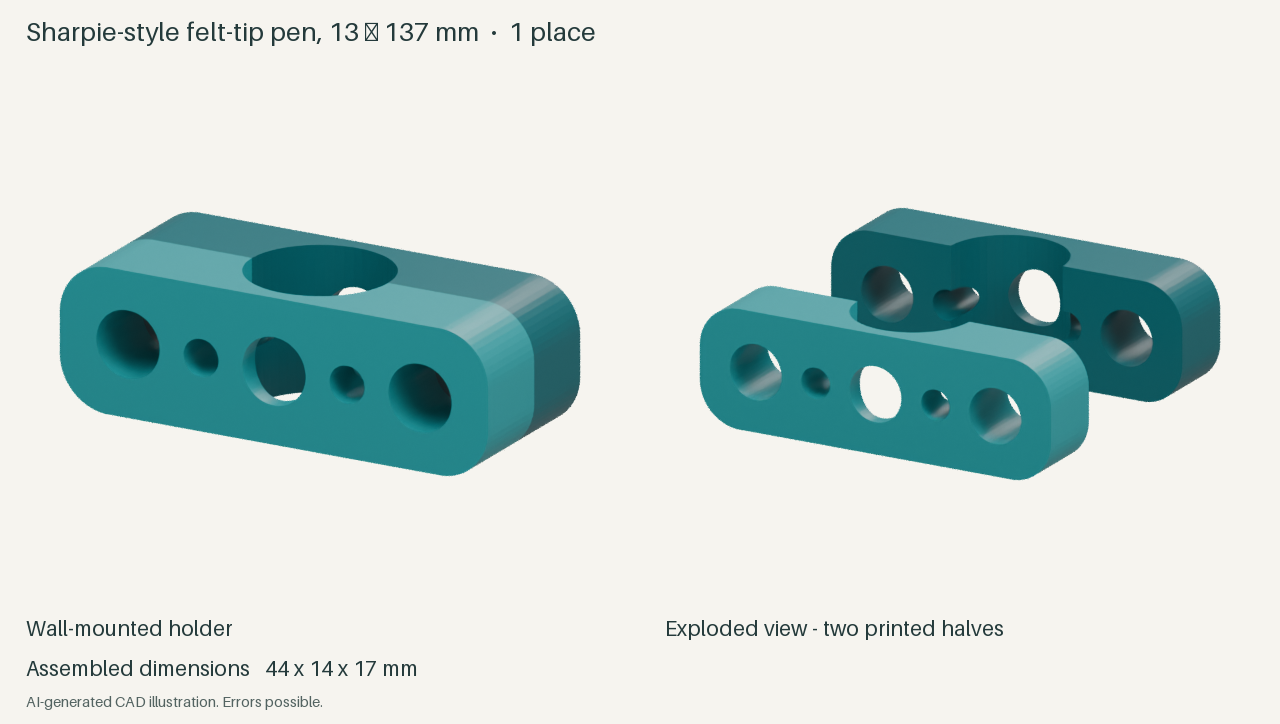 Sharpie-style felt-tip pen, 13 ☒ 137 mm · 1 place
Wall-mounted holder
Exploded view - two printed halves
Assembled dimensions 44 x 14 x 17 mm
AI-generated CAD illustration. Errors possible.